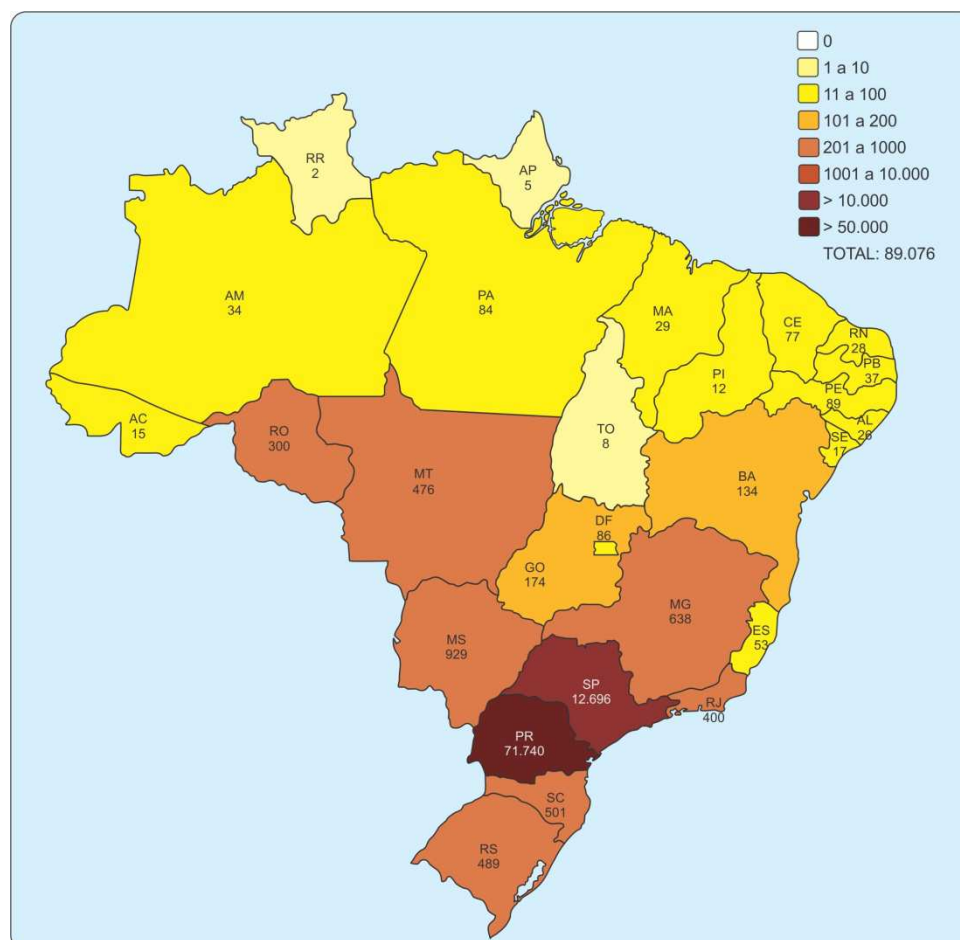 0
1 a 10
11 a 100
101 a 200
201 a 1000
1001 a 10.000
> 10.000
> 50.000
TOTAL: 89.076
RR
2
AP
5
AM
34
PA
84
MA
29
CE
77
RN
28
PB
37
PI
12
PE
89
AL
26
SE
17
AC
15
RO
300
TO
8
MT
476
BA
134
DF
86
GO
174
MG
638
ES
53
MS
929
SP
12.696
RJ
400
PR
71.740
SC
501
RS
489